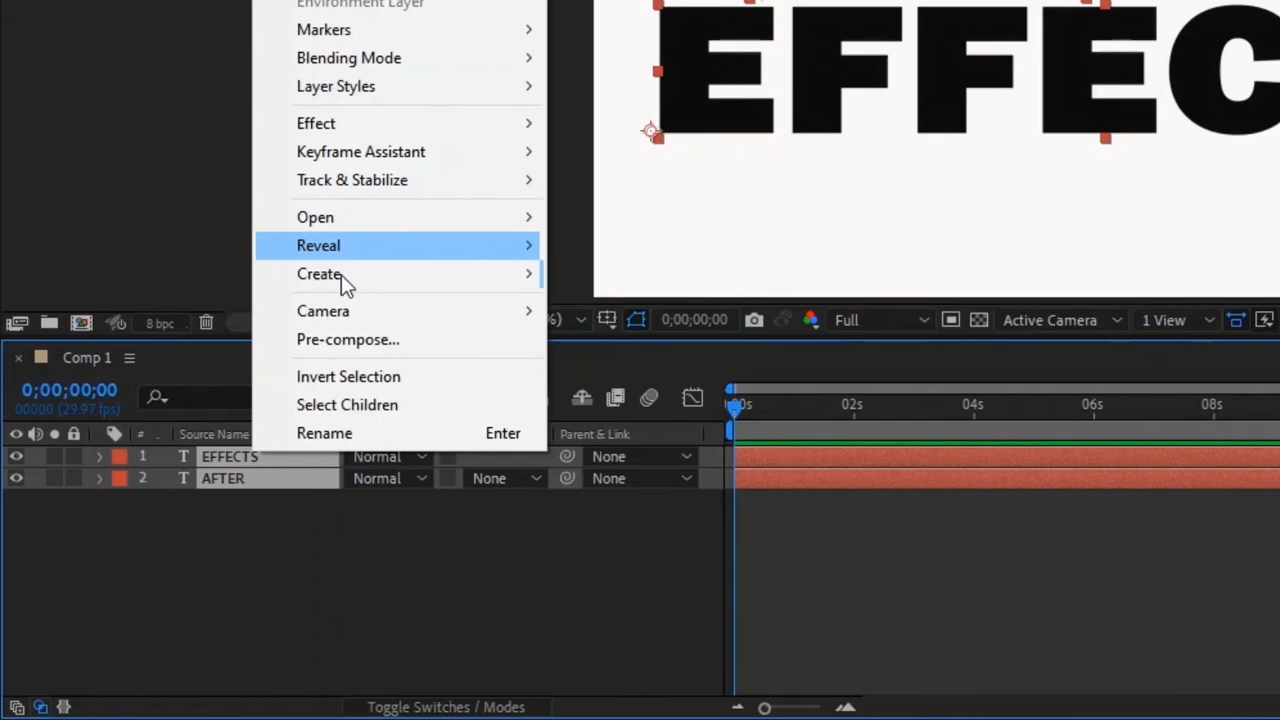 Environment Layer
Markers
Blending Mode
Layer Styles
Effect
Keyframe Assistant
Track & Stabilize
Open
Reveal
Create
Camera
Pre-compose...
Invert Selection
Select Children
Rename Enter
EFFEC
8 bpc
%) 0;00;00;00 Full Active Camera 1 View
Comp 1
0;00;00;00
00000 (29.97 fps)
# Source Name Parent & Link
:00s 02s 04s 06s 08s
1 T EFFECTS Normal None
2 T AFTER Normal None None
Toggle Switches / Modes